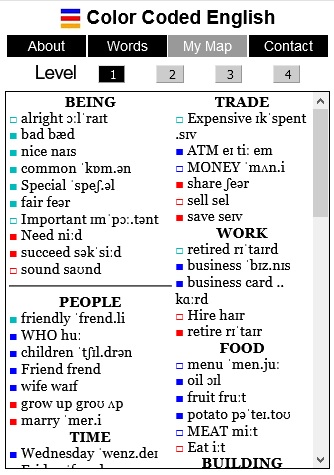 Color Coded English
About Words My Map Contact
Level 1 2 3 4
BEING
alright ɔːlˈraɪt
bad bæd
nice naɪs
common ˈkɒm.ən
Special ˈspeʃ.əl
fair feər
Important ɪmˈpɔː.tənt
Need niːd
succeed səkˈsiːd
sound saʊnd
PEOPLE
friendly ˈfrend.li
WHO huː
children ˈtʃɪl.drən
Friend frend
wife waɪf
grow up groʊ ʌp
marry ˈmer.i
TIME
Wednesday ˈwenz.deɪ
TRADE
Expensive ɪkˈspent
.sɪv
ATM eɪ tiː em
MONEY ˈmʌn.i
share ʃeər
sell sel
save seɪv
WORK
retired rɪˈtaɪrd
business ˈbɪz.nɪs
business card ..
kɑːrd
Hire haɪr
retire rɪˈtaɪr
FOOD
menu ˈmen.juː
oil ɔɪl
fruit fruːt
potato pəˈteɪ.toʊ
MEAT miːt
Eat iːt
BUILDING